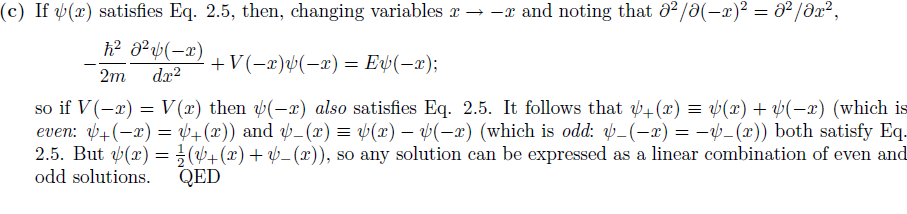 (c) If ψ(x) satisfies Eq. 2.5, then, changing variables x → −x and noting that ∂²/∂(−x)² = ∂²/∂x²,
−ħ²/2m ∂²ψ(−x)/dx² + V(−x)ψ(−x) = Eψ(−x);
so if V(−x) = V(x) then ψ(−x) also satisfies Eq. 2.5. It follows that ψ₊(x) ≡ ψ(x) + ψ(−x) (which is
even: ψ₊(−x) = ψ₊(x)) and ψ₋(x) ≡ ψ(x) − ψ(−x) (which is odd: ψ₋(−x) = −ψ₋(x)) both satisfy Eq.
2.5. But ψ(x) = ½(ψ₊(x) + ψ₋(x)), so any solution can be expressed as a linear combination of even and
odd solutions. QED